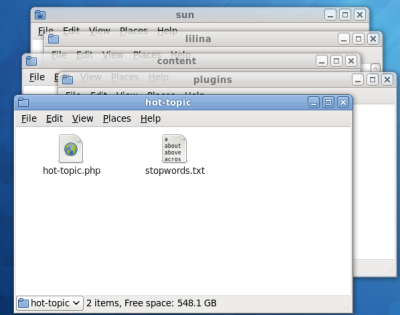 sun
File Edit View Places Help
lilina
File Edit View Places Help
content
File Edit View Places Help
plugins
File Edit View Places Help
hot-topic
File Edit View Places Help
a
about
above
acros
hot-topic.php
stopwords.txt
hot-topic
2 items, Free space: 548.1 GB